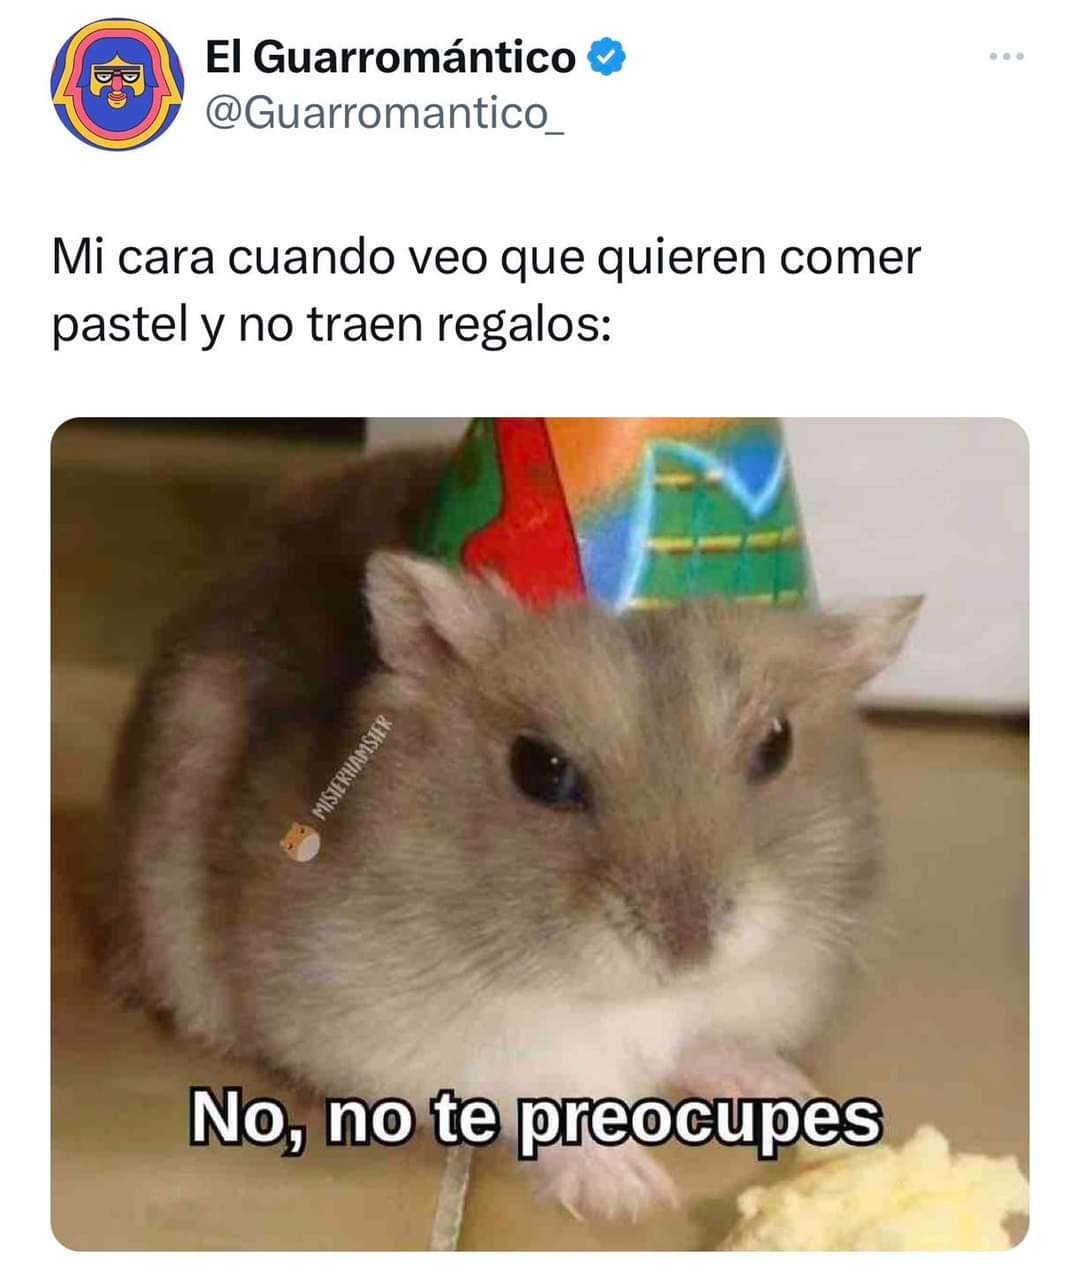 El Guarromántico
@Guarromantico_
Mi cara cuando veo que quieren comer
pastel y no traen regalos:
MISTERHAMSTER
No, no te preocupes